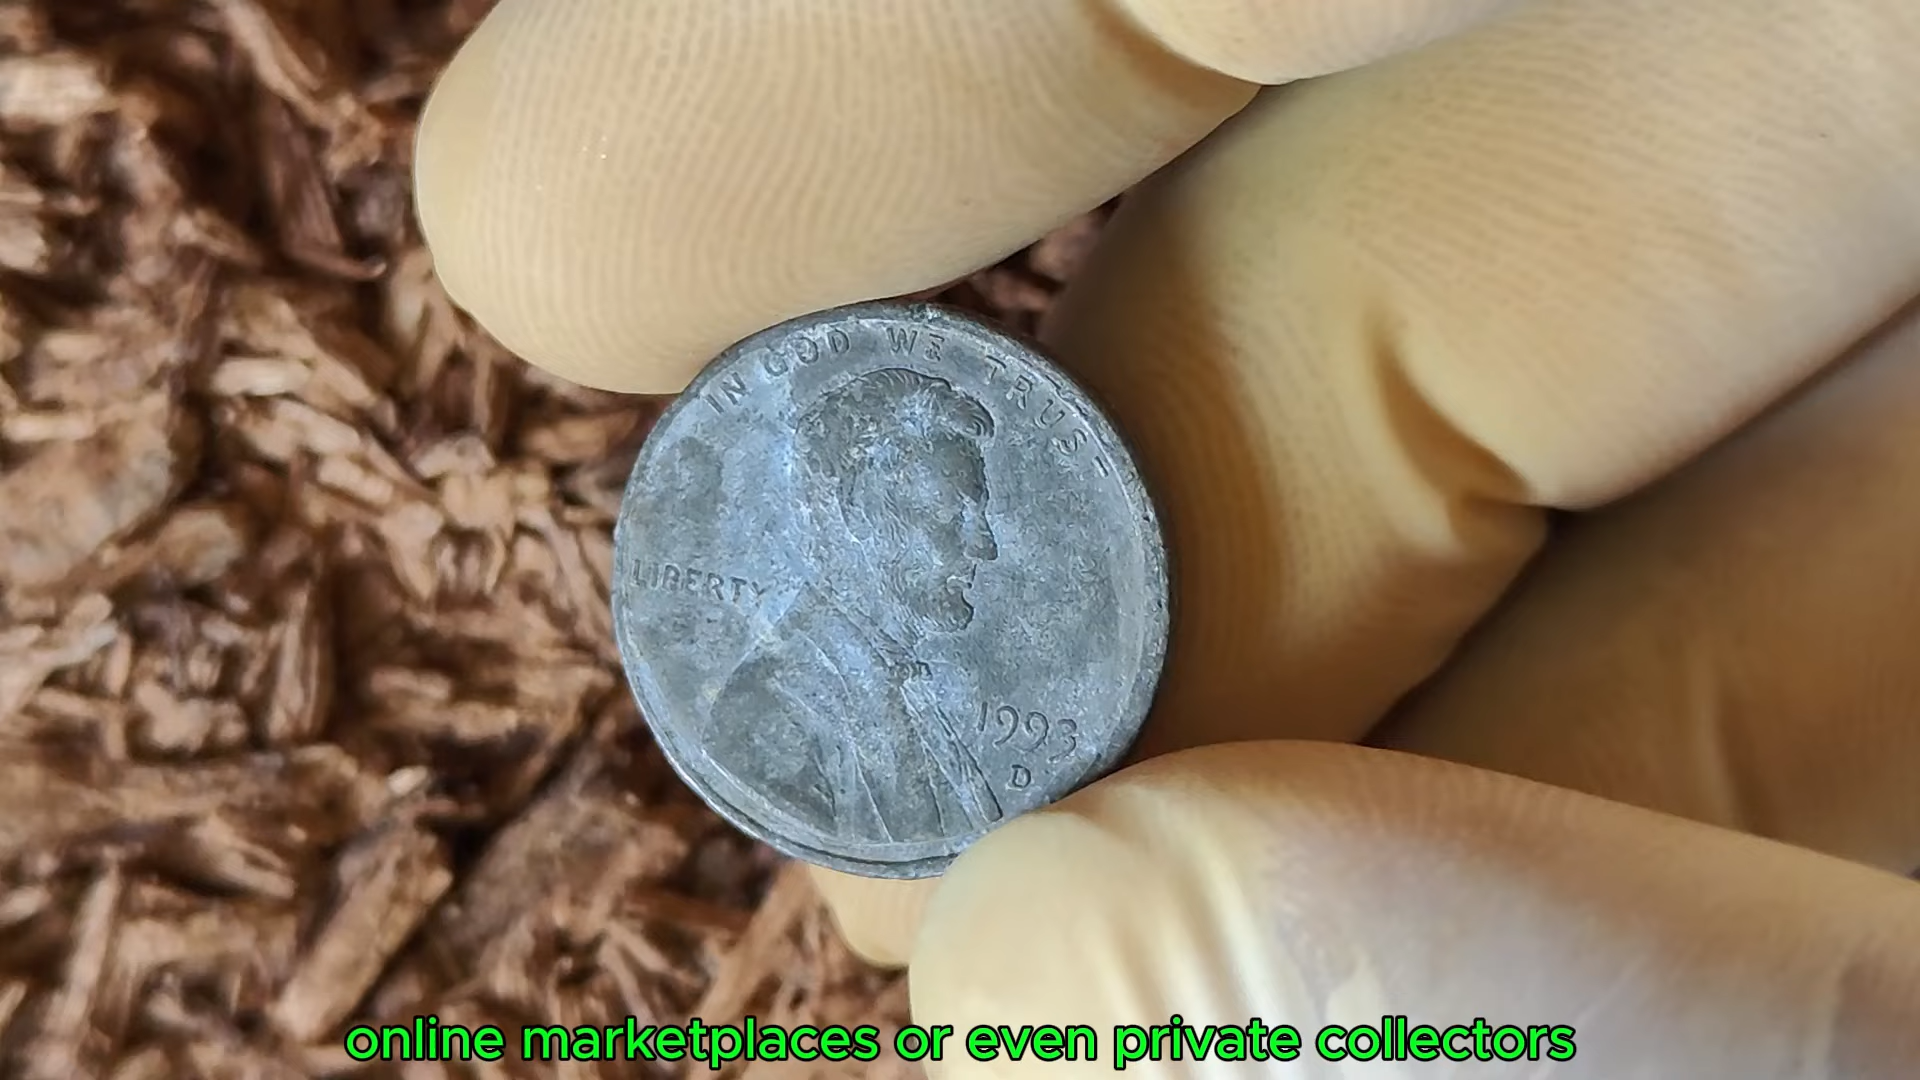 IN GOD WE TRUST
LIBERTY
1993
D
online marketplaces or even private collectors